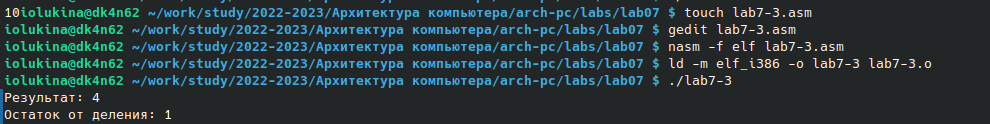 10iolukina@dk4n62 ~/work/study/2022-2023/Архитектура компьютера/arch-pc/labs/lab07 $ touch lab7-3.asm
iolukina@dk4n62 ~/work/study/2022-2023/Архитектура компьютера/arch-pc/labs/lab07 $ gedit lab7-3.asm
iolukina@dk4n62 ~/work/study/2022-2023/Архитектура компьютера/arch-pc/labs/lab07 $ nasm -f elf lab7-3.asm
iolukina@dk4n62 ~/work/study/2022-2023/Архитектура компьютера/arch-pc/labs/lab07 $ ld -m elf_i386 -o lab7-3 lab7-3.o
iolukina@dk4n62 ~/work/study/2022-2023/Архитектура компьютера/arch-pc/labs/lab07 $ ./lab7-3
Результат: 4
Остаток от деления: 1